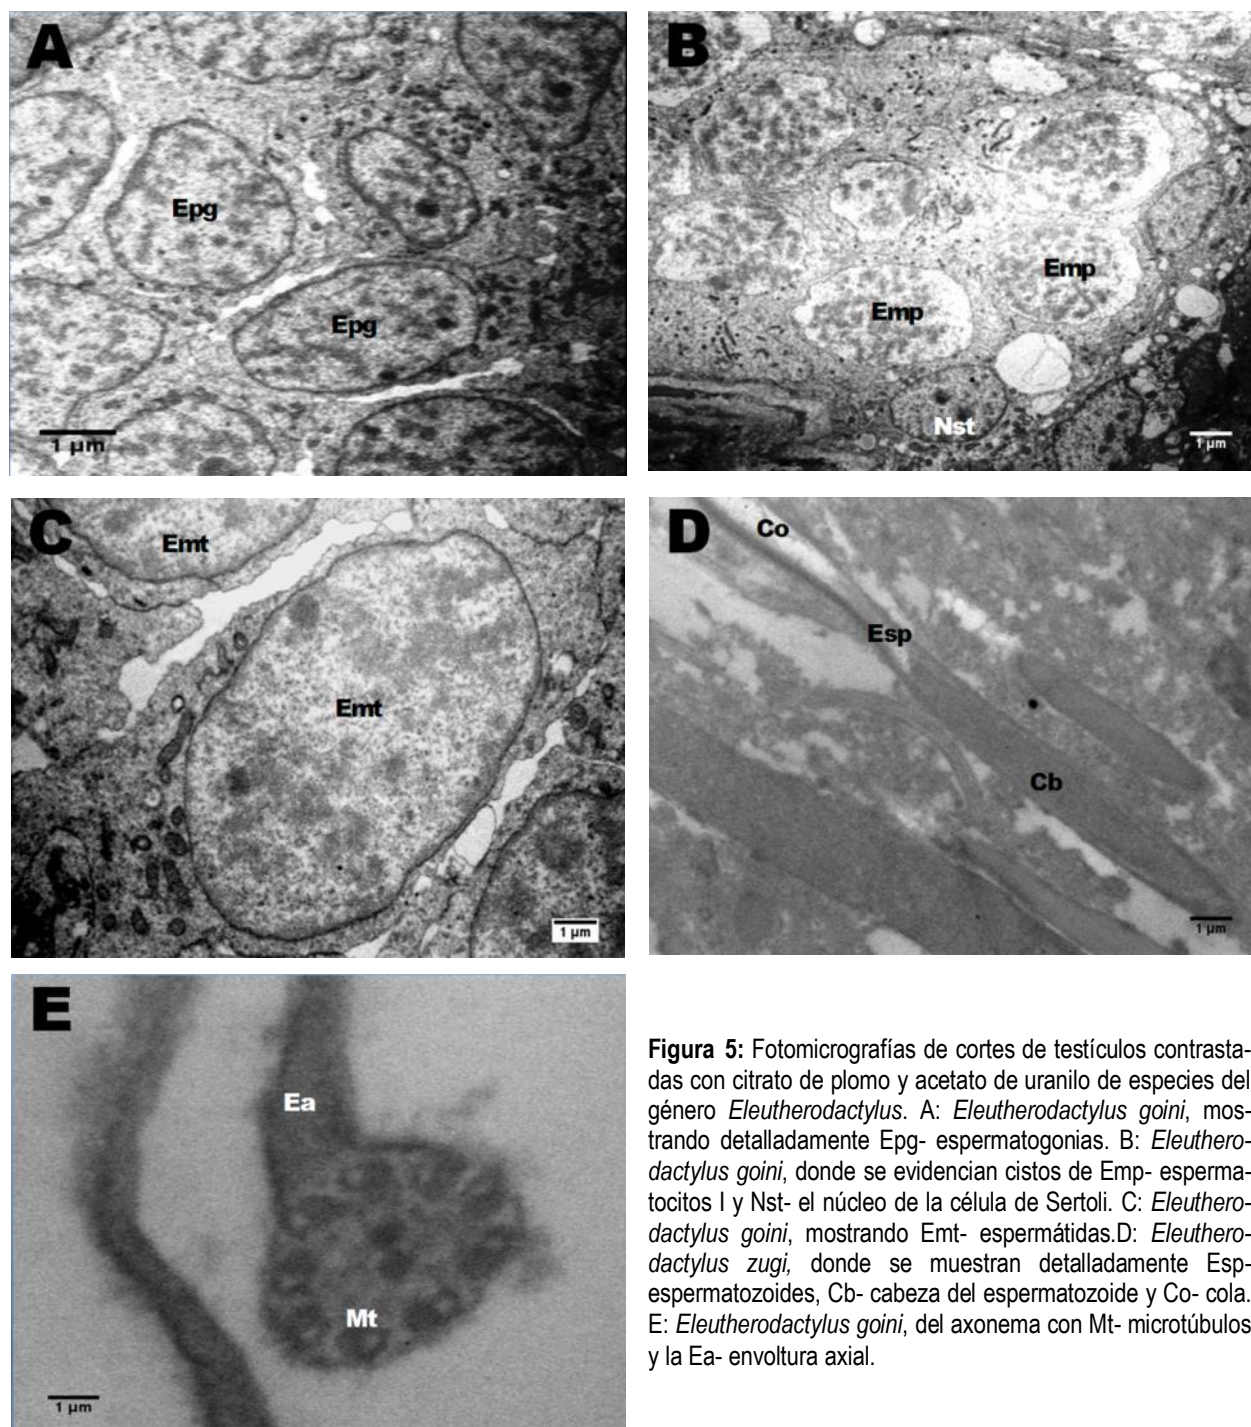 A
Epg
Epg
1 µm
B
Emp
Emp
Nst
1 µm
C
Emt
Emt
1 µm
D
Co
Esp
Cb
1 µm
E
Ea
Mt
1 µm
Figura 5: Fotomicrografías de cortes de testículos contrasta-
das con citrato de plomo y acetato de uranilo de especies del
género Eleutherodactylus. A: Eleutherodactylus goini, mos-
trando detalladamente Epg- espermatogonias. B: Eleuthero-
dactylus goini, donde se evidencian cistos de Emp- esperma-
tocitos I y Nst- el núcleo de la célula de Sertoli. C: Eleuthero-
dactylus goini, mostrando Emt- espermátidas.D: Eleuthero-
dactylus zugi, donde se muestran detalladamente Esp-
espermatozoides, Cb- cabeza del espermatozoide y Co- cola.
E: Eleutherodactylus goini, del axonema con Mt- microtúbulos
y la Ea- envoltura axial.